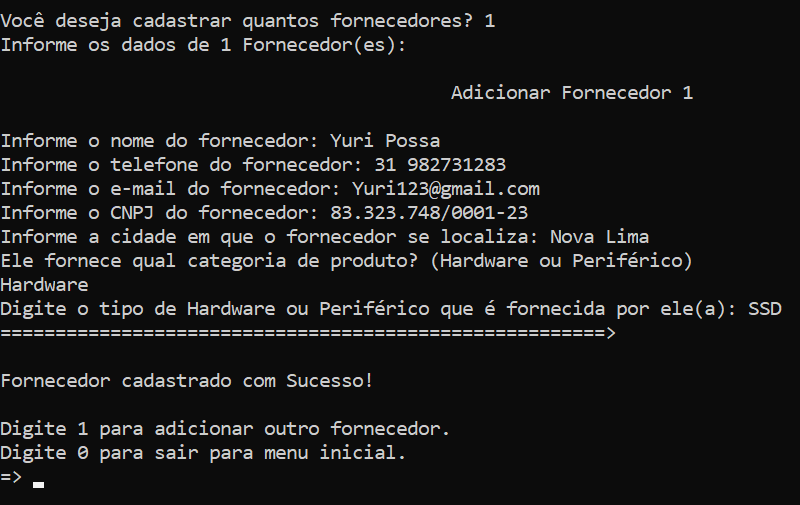 Você deseja cadastrar quantos fornecedores? 1
Informe os dados de 1 Fornecedor(es):
Adicionar Fornecedor 1
Informe o nome do fornecedor: Yuri Possa
Informe o telefone do fornecedor: 31 982731283
Informe o e-mail do fornecedor: Yuri123@gmail.com
Informe o CNPJ do fornecedor: 83.323.748/0001-23
Informe a cidade em que o fornecedor se localiza: Nova Lima
Ele fornece qual categoria de produto? (Hardware ou Periférico)
Hardware
Digite o tipo de Hardware ou Periférico que é fornecida por ele(a): SSD
=======================================================>
Fornecedor cadastrado com Sucesso!
Digite 1 para adicionar outro fornecedor.
Digite 0 para sair para menu inicial.
=>